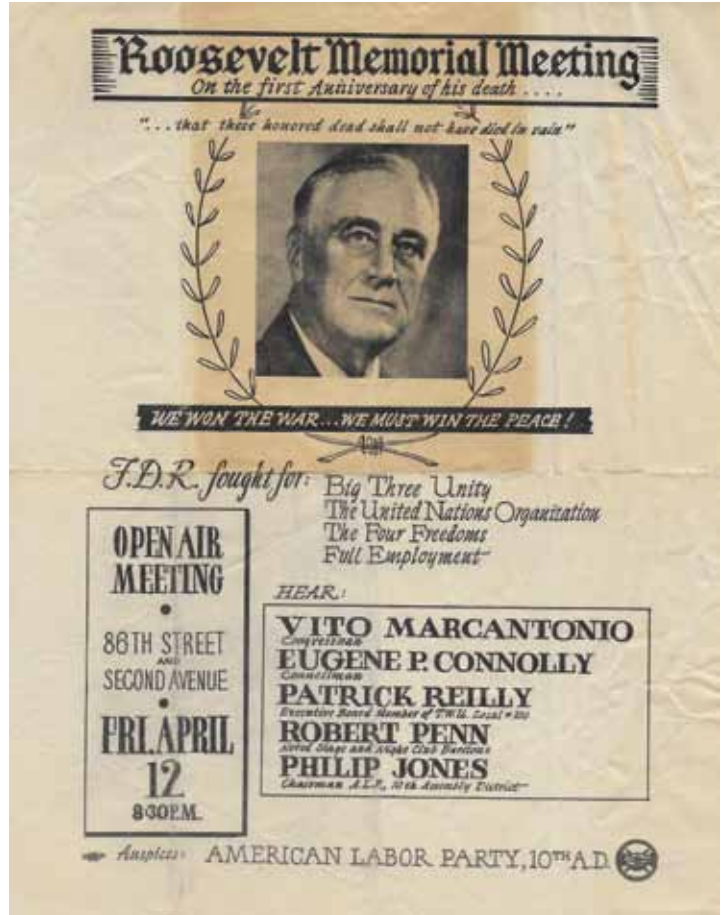 Roosevelt Memorial Meeting
On the first Anniversary of his death . . . .
"... that these honored dead shall not have died in vain"
WE WON THE WAR...WE MUST WIN THE PEACE!
F.D.R. fought for:
Big Three Unity
The United Nations Organization
The Four Freedoms
Full Employment
OPEN AIR
MEETING
•
86TH STREET
AND
SECOND AVENUE
•
FRI. APRIL
12
8:30 P.M.
HEAR:
VITO MARCANTONIO
Congressman
EUGENE P. CONNOLLY
Councilman
PATRICK REILLY
Executive Board Member of T.W.U. Local #100
ROBERT PENN
Noted Stage and Night Club Baritone
PHILIP JONES
Chairman A.L.P., 10th Assembly District
Auspices: AMERICAN LABOR PARTY, 10TH A.D.